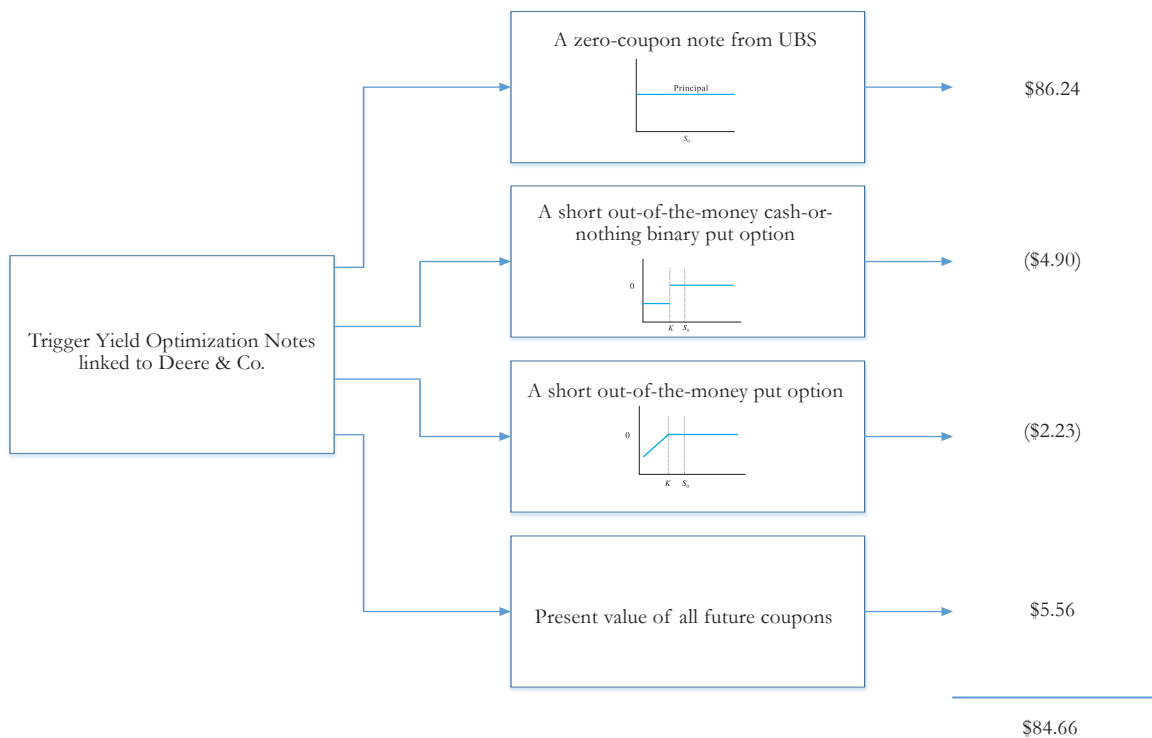 A zero-coupon note from UBS
Principal
S₀
$86.24
A short out-of-the-money cash-or-
nothing binary put option
0
K
S₀
($4.90)
Trigger Yield Optimization Notes
linked to Deere & Co.
A short out-of-the-money put option
0
K
S₀
($2.23)
Present value of all future coupons
$5.56
$84.66